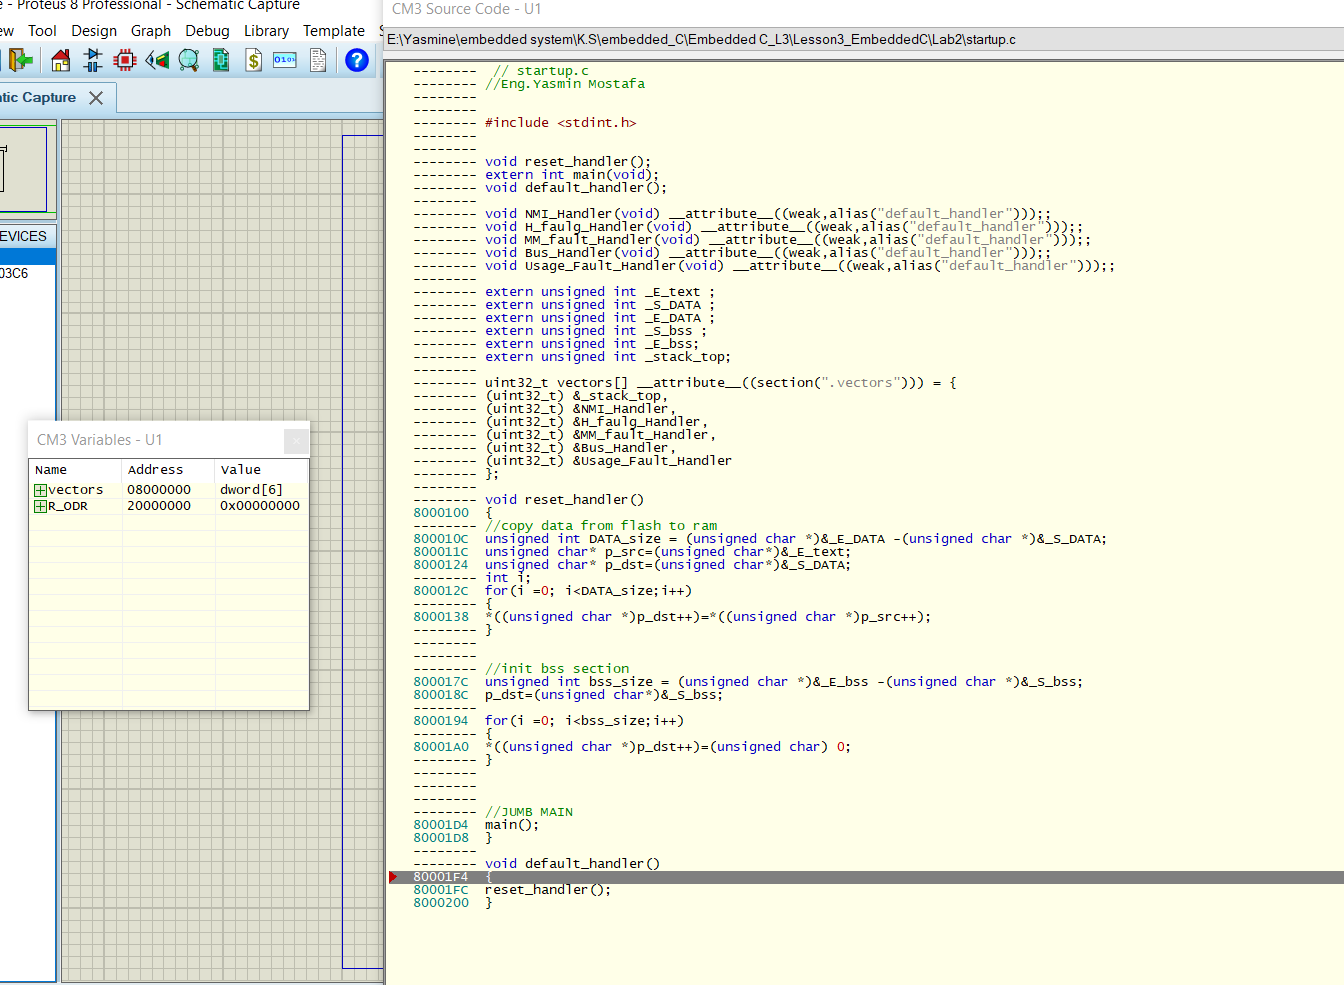 e - Proteus 8 Professional - Schematic Capture
ew Tool Design Graph Debug Library Template
tic Capture
EVICES
03C6
CM3 Variables - U1
Name Address Value
vectors 08000000 dword[6]
R_ODR 20000000 0x00000000
CM3 Source Code - U1
E:\Yasmine\embedded system\K.S\embedded_C\Embedded C_L3\Lesson3_EmbeddedC\Lab2\startup.c
-------- // startup.c
-------- //Eng.Yasmin Mostafa
--------
--------
-------- #include <stdint.h>
--------
--------
-------- void reset_handler();
-------- extern int main(void);
-------- void default_handler();
--------
-------- void NMI_Handler(void) __attribute__((weak,alias("default_handler")));;
-------- void H_faulg_Handler(void) __attribute__((weak,alias("default_handler")));;
-------- void MM_fault_Handler(void) __attribute__((weak,alias("default_handler")));;
-------- void Bus_Handler(void) __attribute__((weak,alias("default_handler")));;
-------- void Usage_Fault_Handler(void) __attribute__((weak,alias("default_handler")));;
--------
-------- extern unsigned int _E_text ;
-------- extern unsigned int _S_DATA ;
-------- extern unsigned int _E_DATA ;
-------- extern unsigned int _S_bss ;
-------- extern unsigned int _E_bss;
-------- extern unsigned int _stack_top;
--------
-------- uint32_t vectors[] __attribute__((section(".vectors"))) = {
-------- (uint32_t) &_stack_top,
-------- (uint32_t) &NMI_Handler,
-------- (uint32_t) &H_faulg_Handler,
-------- (uint32_t) &MM_fault_Handler,
-------- (uint32_t) &Bus_Handler,
-------- (uint32_t) &Usage_Fault_Handler
-------- };
--------
-------- void reset_handler()
8000100 {
-------- //copy data from flash to ram
800010C unsigned int DATA_size = (unsigned char *)&_E_DATA -(unsigned char *)&_S_DATA;
800011C unsigned char* p_src=(unsigned char*)&_E_text;
8000124 unsigned char* p_dst=(unsigned char*)&_S_DATA;
-------- int i;
800012C for(i =0; i<DATA_size;i++)
-------- {
8000138 *((unsigned char *)p_dst++)=*((unsigned char *)p_src++);
-------- }
--------
--------
-------- //init bss section
800017C unsigned int bss_size = (unsigned char *)&_E_bss -(unsigned char *)&_S_bss;
800018C p_dst=(unsigned char*)&_S_bss;
--------
8000194 for(i =0; i<bss_size;i++)
-------- {
80001A0 *((unsigned char *)p_dst++)=(unsigned char) 0;
-------- }
--------
--------
--------
-------- //JUMB MAIN
80001D4 main();
80001D8 }
--------
-------- void default_handler()
80001F4 {
80001FC reset_handler();
8000200 }